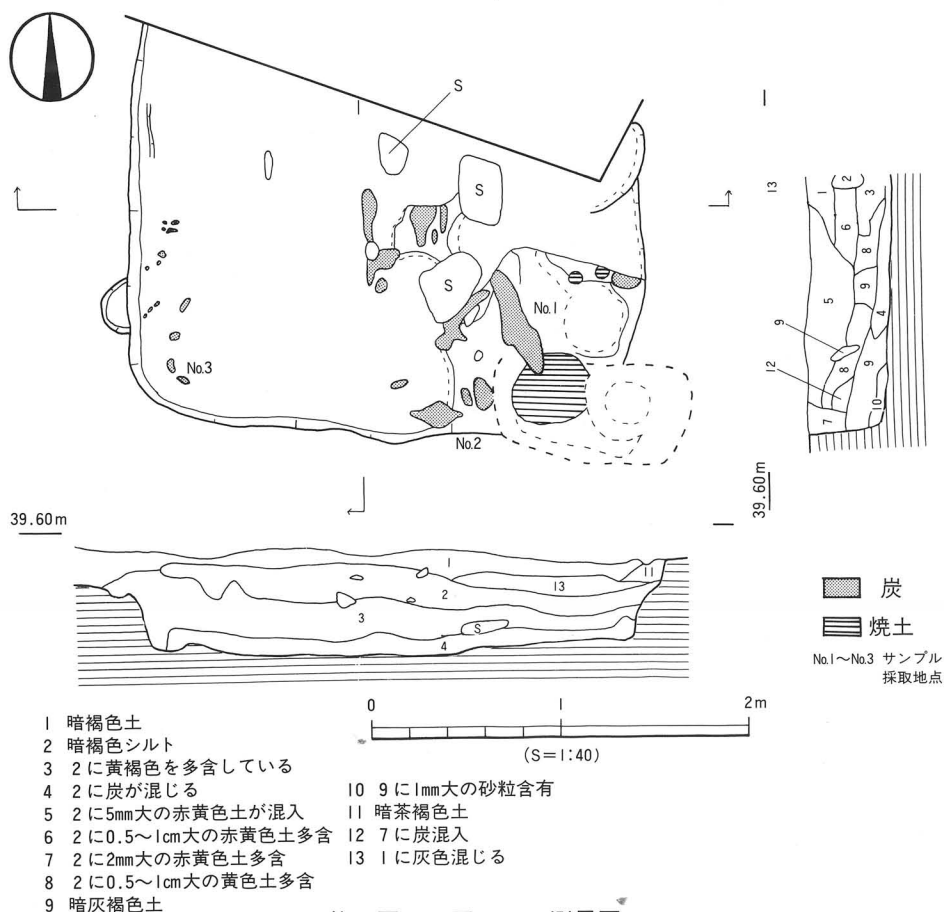 S
S
S
No.1
No.3
No.2
13
1
2
3
6
8
9
5
4
9
8
9
12
10
7
39.60m
39.60m
1
11
13
2
3
S
4
炭
焼土
No.1～No.3 サンプル
採取地点
0 1 2m
(S=1:40)
1 暗褐色土
2 暗褐色シルト
3 2に黄褐色を多含している
4 2に炭が混じる
5 2に5mm大の赤黄色土が混入
6 2に0.5～1cm大の赤黄色土多含
7 2に2mm大の赤黄色土多含
8 2に0.5～1cm大の黄色土多含
9 暗灰褐色土
10 9に1mm大の砂粒含有
11 暗茶褐色土
12 7に炭混入
13 1に灰色混じる